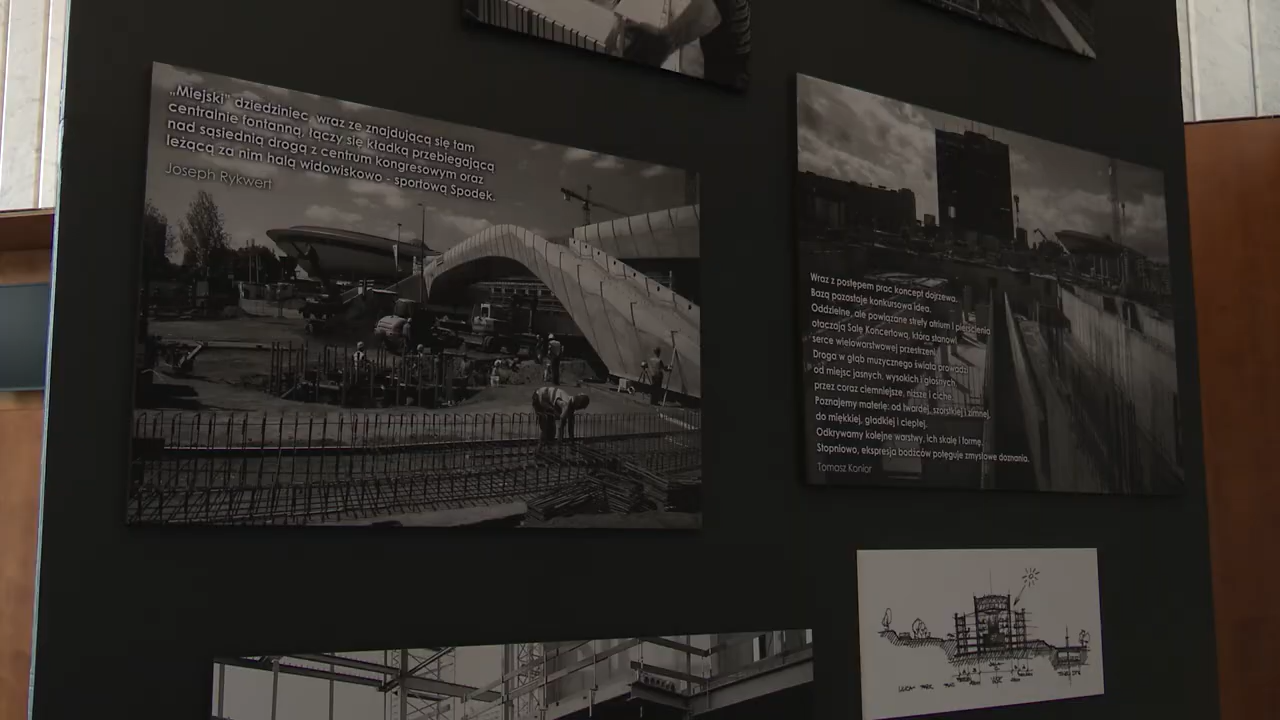 „Miejski” dziedziniec, wraz ze znajdującą się tam
centralnie fontanną, łączy się kładką przebiegającą
nad sąsiednią drogą z centrum kongresowym oraz
leżącą za nim halą widowiskowo - sportową Spodek.
Joseph Rykwert
Wraz z postępem prac koncept dojrzewa.
Bazą pozostaje konkursowa idea.
Oddzielne, ale powiązane strefy atrium i pierścienia
otaczają Salę Koncertową, która stanowi
serce wielowarstwowej przestrzeni.
Droga w głąb muzycznego świata prowadzi
od miejsc jasnych, wysokich i głośnych,
przez coraz ciemniejsze, niższe i ciche.
Poznajemy materię: od twardej, szorstkiej i zimnej,
do miękkiej, gładkiej i ciepłej.
Odkrywamy kolejne warstwy, ich skalę i formę.
Stopniowo, ekspresja bodźców potęguje zmysłowe doznania.
Tomasz Konior